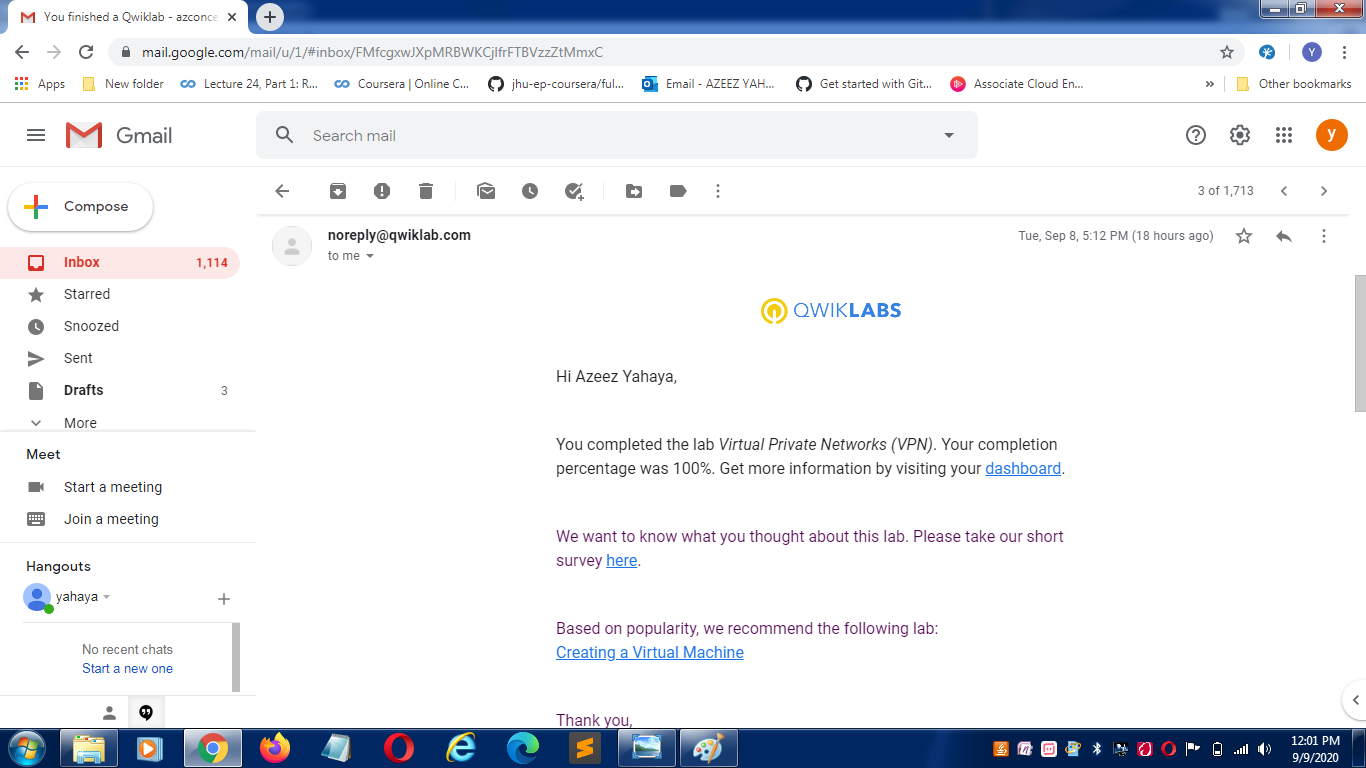 You finished a Qwiklab - azconce
mail.google.com/mail/u/1/#inbox/FMfcgxwJXpMRBWKCjlfrFTBVzzZtMmxC
Y
Apps
New folder
Lecture 24, Part 1: R...
Coursera | Online C...
jhu-ep-coursera/ful...
Email - AZEEZ YAH...
Get started with Git...
Associate Cloud En...
»
Other bookmarks
Gmail
Search mail
y
Compose
3 of 1,713
Inbox 1,114
Starred
Snoozed
Sent
Drafts 3
More
Meet
Start a meeting
Join a meeting
Hangouts
yahaya
No recent chats
Start a new one
noreply@qwiklab.com
Tue, Sep 8, 5:12 PM (18 hours ago)
to me
QWIKLABS
Hi Azeez Yahaya,
You completed the lab Virtual Private Networks (VPN). Your completion
percentage was 100%. Get more information by visiting your dashboard.
We want to know what you thought about this lab. Please take our short
survey here.
Based on popularity, we recommend the following lab:
Creating a Virtual Machine
Thank you,
12:01 PM
9/9/2020